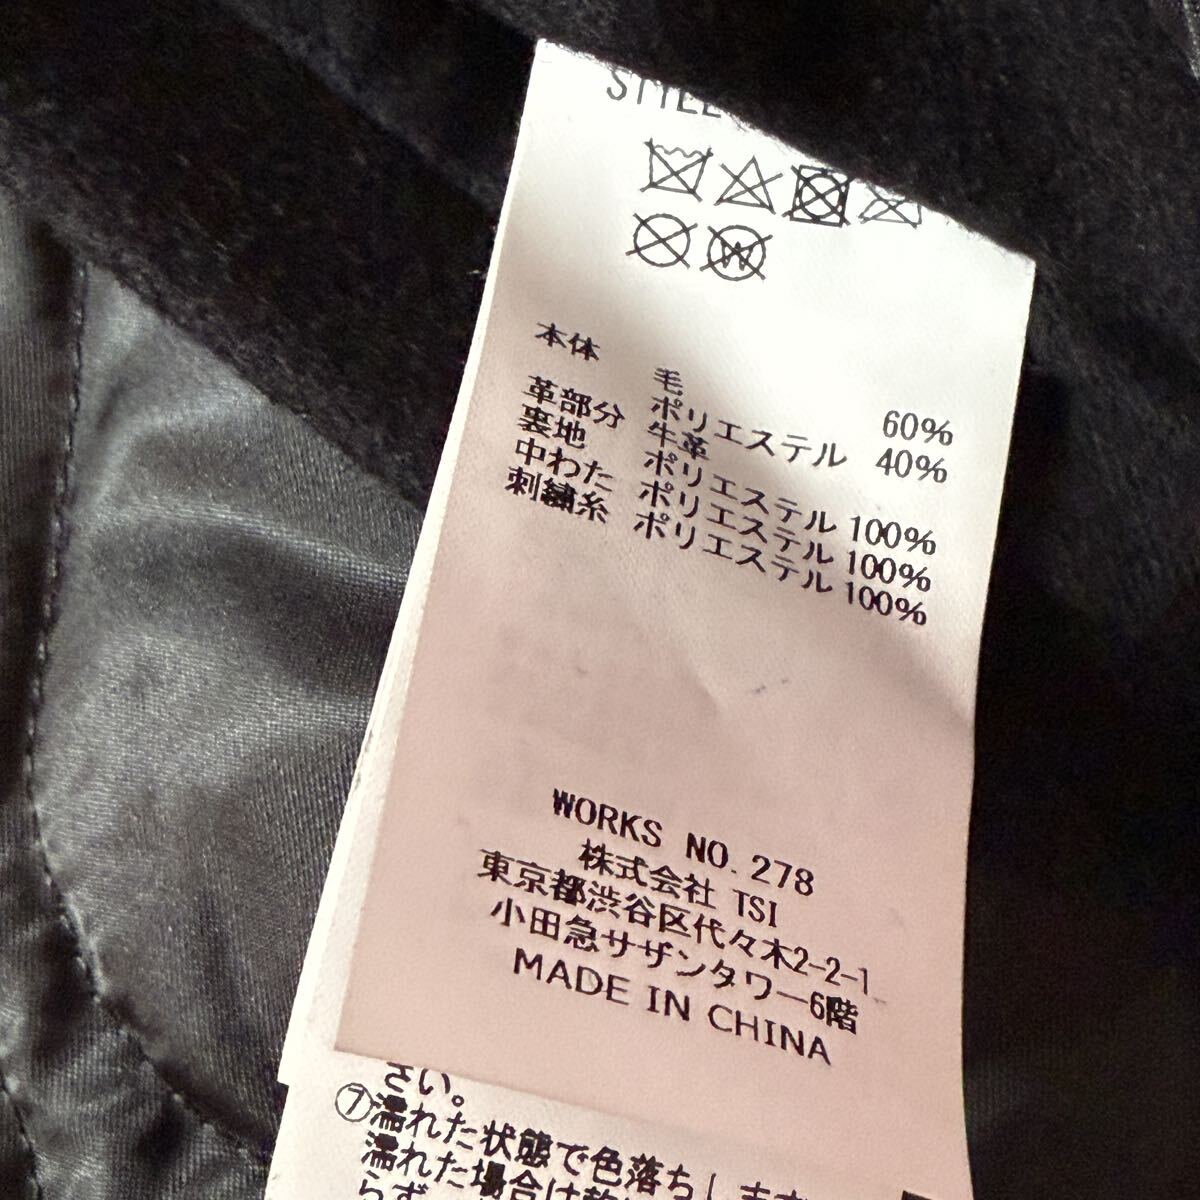 STYLE
W
本体 毛 60%
ポリエステル 40%
革部分 牛革
裏地 ポリエステル 100%
中わた ポリエステル 100%
刺繍糸 ポリエステル 100%
WORKS NO.278
株式会社 TSI
東京都渋谷区代々木2-2-1
小田急サザンタワー6階
MADE IN CHINA
さい。
⑦濡れた状態で色落ちします
濡れた場合は
らず